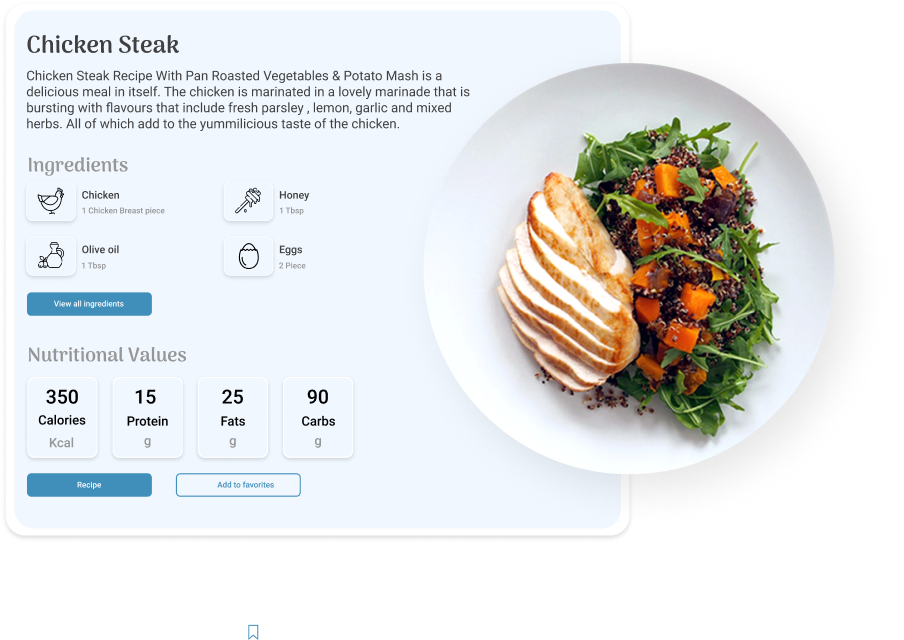 Chicken Steak
Chicken Steak Recipe With Pan Roasted Vegetables & Potato Mash is a
delicious meal in itself. The chicken is marinated in a lovely marinade that is
bursting with flavours that include fresh parsley , lemon, garlic and mixed
herbs. All of which add to the yummilicious taste of the chicken.
Ingredients
Chicken
1 Chicken Breast piece
Honey
1 Tbsp
Olive oil
1 Tbsp
Eggs
2 Piece
View all ingredients
Nutritional Values
350
Calories
Kcal
15
Protein
g
25
Fats
g
90
Carbs
g
Recipe
Add to favorites